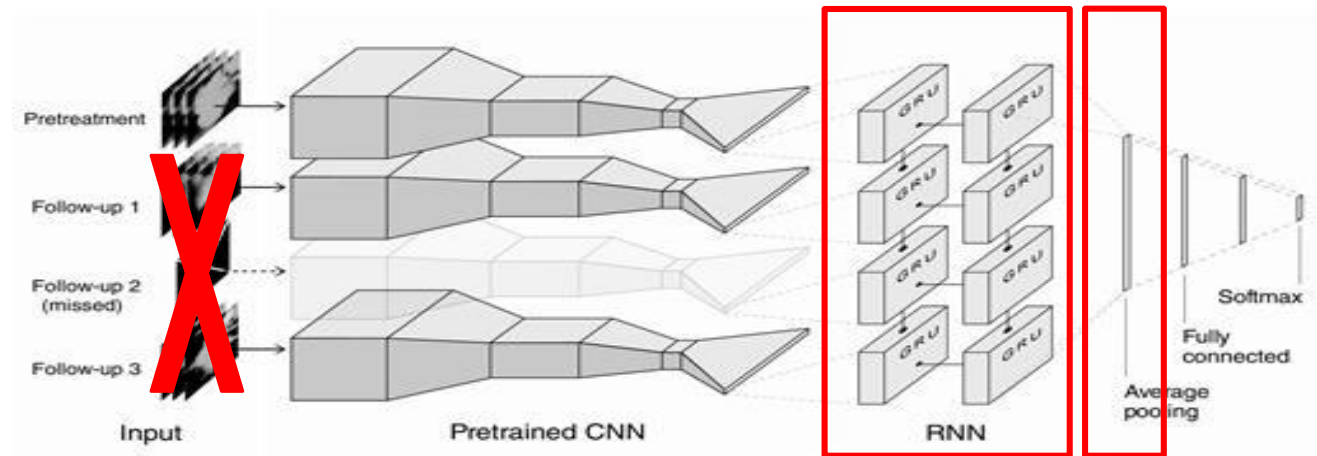 Pretreatment
Follow-up 1
Follow-up 2
(missed)
Follow-up 3
Input
Pretrained CNN
GRU
GRU
GRU
GRU
GRU
GRU
GRU
GRU
RNN
Average
pooling
Fully
connected
Softmax